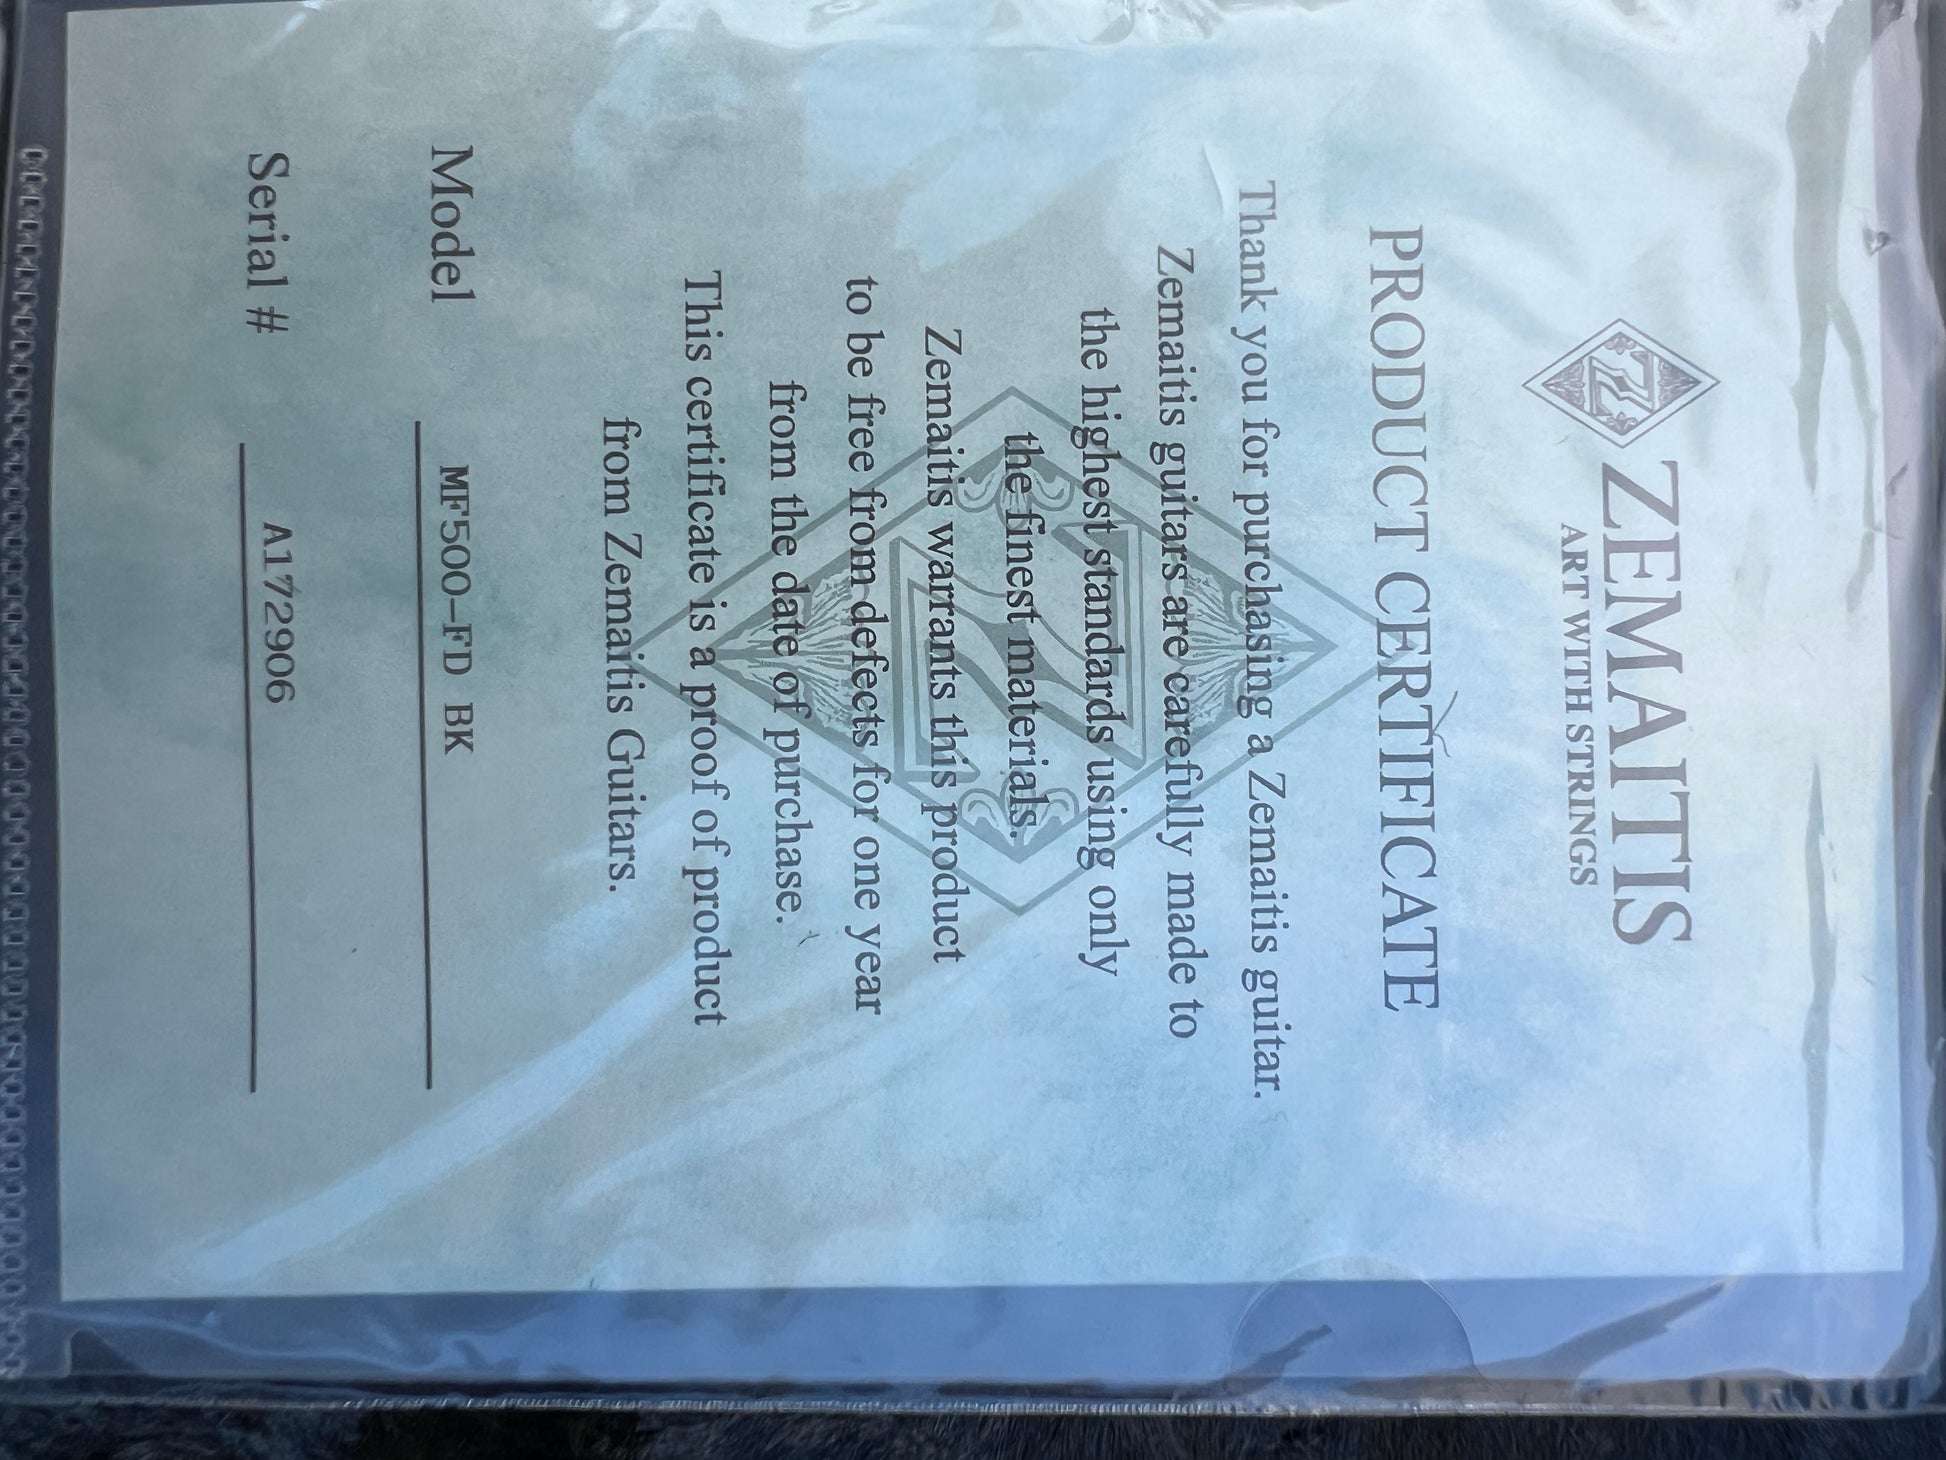 ZEMAITIS
ART WITH STRINGS
PRODUCT CERTIFICATE
Thank you for purchasing a Zemaitis guitar.
Zemaitis guitars are carefully made to
the highest standards using only
the finest materials.
Zemaitis warrants this product
to be free from defects for one year
from the date of purchase.
This certificate is a proof of product
from Zemaitis Guitars.
Model MF500-FD BK
Serial # A172906